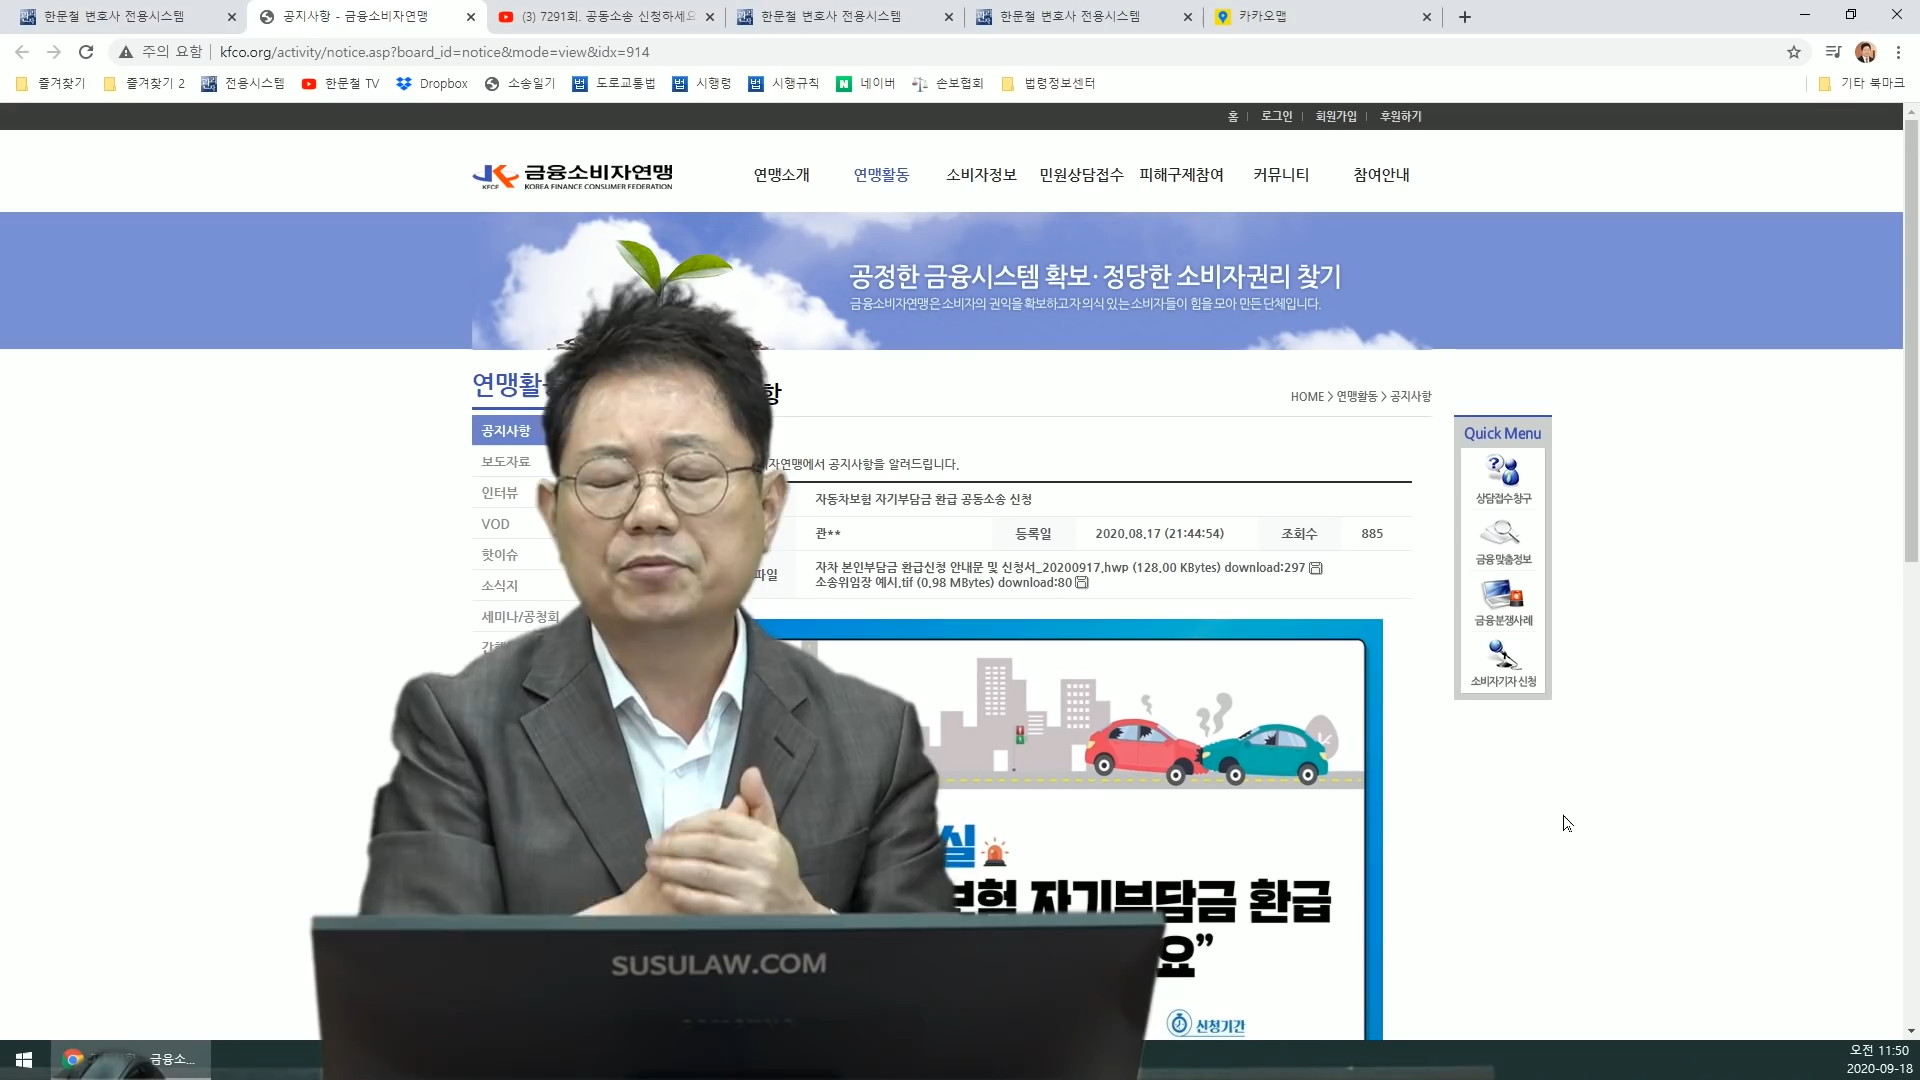 한문철 변호사 전용시스템
공지사항 - 금융소비자연맹
(3) 7291회. 공동소송 신청하세요
한문철 변호사 전용시스템
한문철 변호사 전용시스템
카카오맵
주의 요함
kfco.org/activity/notice.asp?board_id=notice&mode=view&idx=914
즐겨찾기
즐겨찾기 2
전용시스템
한문철 TV
Dropbox
소송일기
법 도로교통법
법 시행령
법 시행규칙
N 네이버
손보협회
법령정보센터
기타 북마크
홈 | 로그인 | 회원가입 | 후원하기
KFCF 금융소비자연맹
KOREA FINANCE CONSUMER FEDERATION
연맹소개 연맹활동 소비자정보 민원상담접수 피해구제참여 커뮤니티 참여안내
공정한 금융시스템 확보·정당한 소비자권리 찾기
금융소비자연맹은 소비자의 권익을 확보하고자 의식 있는 소비자들이 힘을 모아 만든 단체입니다.
연맹활
항
HOME > 연맹활동 > 공지사항
공지사항
보도자료
인터뷰
VOD
핫이슈
소식지
세미나/공청회
자연맹에서 공지사항을 알려드립니다.
자동차보험 자기부담금 환급 공동소송 신청
관** 등록일 2020.08.17 (21:44:54) 조회수 885
파일
자차 본인부담금 환급신청 안내문 및 신청서_20200917.hwp (128.00 KBytes) download:297
소송위임장 예시.tif (0.98 MBytes) download:80
Quick Menu
상담접수창구
금융맞춤정보
금융분쟁사례
소비자기자 신청
실
보험 자기부담금 환급
요”
신청기간
SUSULAW.COM
금융소...
오전 11:50
2020-09-18